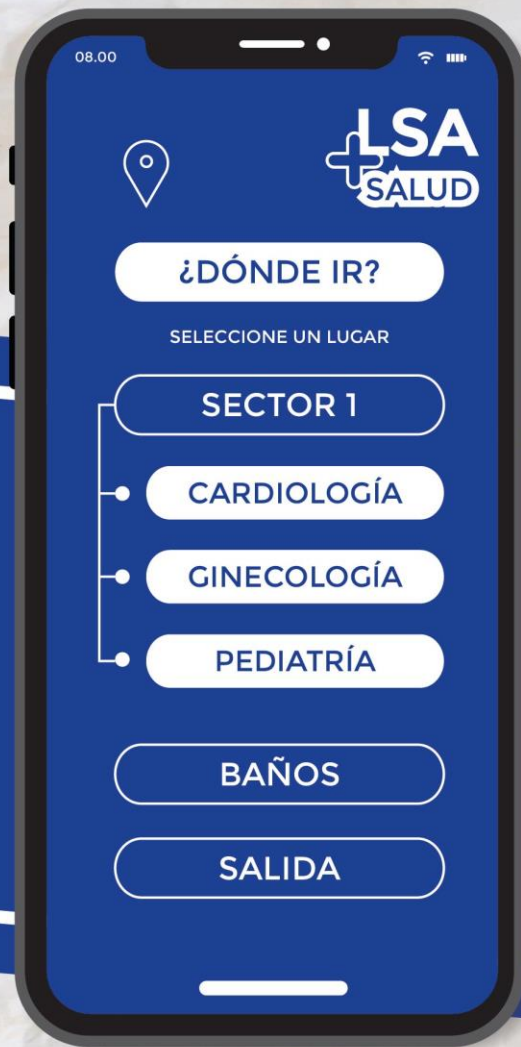 08.00
LSA
SALUD
¿DÓNDE IR?
SELECCIONE UN LUGAR
SECTOR 1
CARDIOLOGÍA
GINECOLOGÍA
PEDIATRÍA
BAÑOS
SALIDA